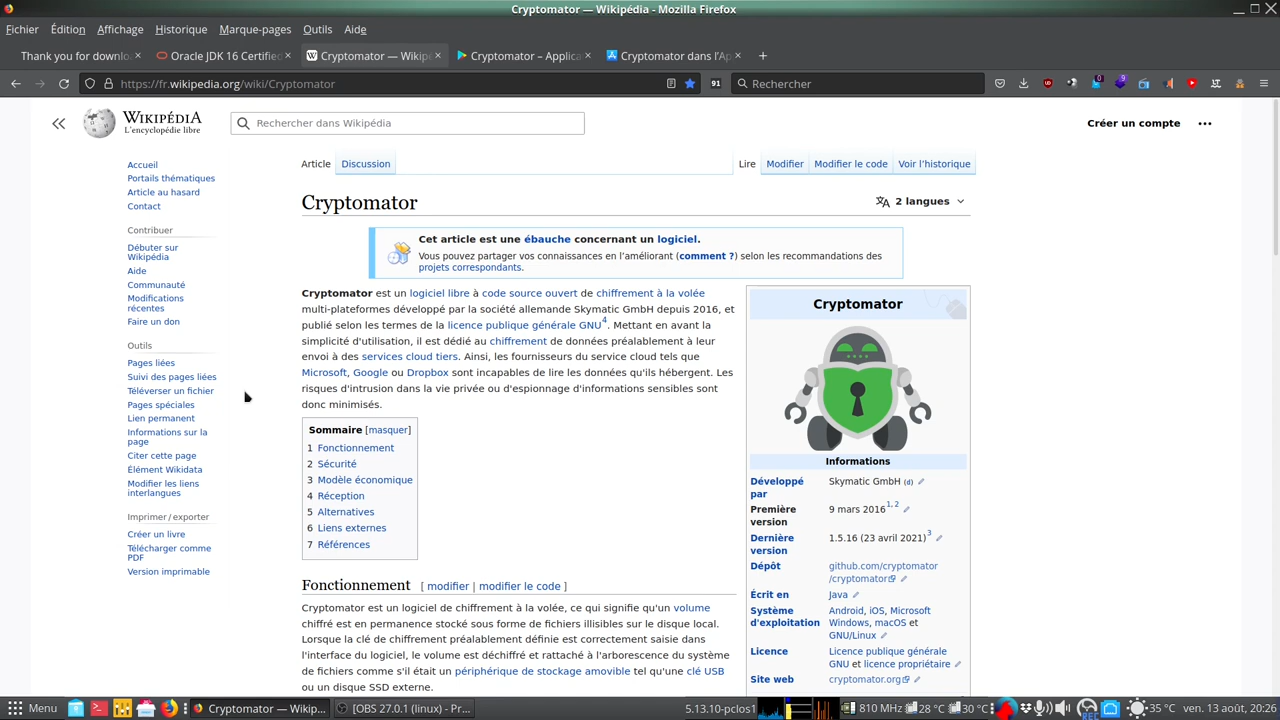 Cryptomator — Wikipédia - Mozilla Firefox
Fichier Édition Affichage Historique Marque-pages Outils Aide
Thank you for downlo
Oracle JDK 16 Certifie
Cryptomator — Wikipé
Cryptomator – Applica
Cryptomator dans l'Ap
https://fr.wikipedia.org/wiki/Cryptomator
91
Rechercher
0
9
WIKIPÉDIA
L'encyclopédie libre
Rechercher dans Wikipédia
Créer un compte
Accueil
Portails thématiques
Article au hasard
Contact
Contribuer
Débuter sur
Wikipédia
Aide
Communauté
Modifications
récentes
Faire un don
Outils
Pages liées
Suivi des pages liées
Téléverser un fichier
Pages spéciales
Lien permanent
Informations sur la
page
Citer cette page
Élément Wikidata
Modifier les liens
interlangues
Imprimer / exporter
Créer un livre
Télécharger comme
PDF
Version imprimable
Article Discussion
Lire Modifier Modifier le code Voir l'historique
Cryptomator
2 langues
Cet article est une ébauche concernant un logiciel.
Vous pouvez partager vos connaissances en l'améliorant (comment ?) selon les recommandations des
projets correspondants.
Cryptomator est un logiciel libre à code source ouvert de chiffrement à la volée
multi-plateformes développé par la société allemande Skymatic GmbH depuis 2016, et
publié selon les termes de la licence publique générale GNU4. Mettant en avant la
simplicité d'utilisation, il est dédié au chiffrement de données préalablement à leur
envoi à des services cloud tiers. Ainsi, les fournisseurs du service cloud tels que
Microsoft, Google ou Dropbox sont incapables de lire les données qu'ils hébergent. Les
risques d'intrusion dans la vie privée ou d'espionnage d'informations sensibles sont
donc minimisés.
Sommaire [masquer]
1 Fonctionnement
2 Sécurité
3 Modèle économique
4 Réception
5 Alternatives
6 Liens externes
7 Références
Fonctionnement [ modifier | modifier le code ]
Cryptomator est un logiciel de chiffrement à la volée, ce qui signifie qu'un volume
chiffré est en permanence stocké sous forme de fichiers illisibles sur le disque local.
Lorsque la clé de chiffrement préalablement définie est correctement saisie dans
l'interface du logiciel, le volume est déchiffré et rattaché à l'arborescence du système
de fichiers comme s'il était un périphérique de stockage amovible tel qu'une clé USB
ou un disque SSD externe.
Cryptomator
Informations
Développé
par
Skymatic GmbH (d)
Première
version
9 mars 2016 1, 2
Dernière
version
1.5.16 (23 avril 2021) 3
Dépôt
github.com/cryptomator
/cryptomator
Écrit en
Java
Système
d'exploitation
Android, iOS, Microsoft
Windows, macOS et
GNU/Linux
Licence
Licence publique générale
GNU et licence propriétaire
Site web
cryptomator.org
Menu
Cryptomator — Wikip...
[OBS 27.0.1 (linux) - Pr...
5.13.10-pclos1
810 MHz
28 °C
30 °C
35 °C
ven. 13 août, 20:26